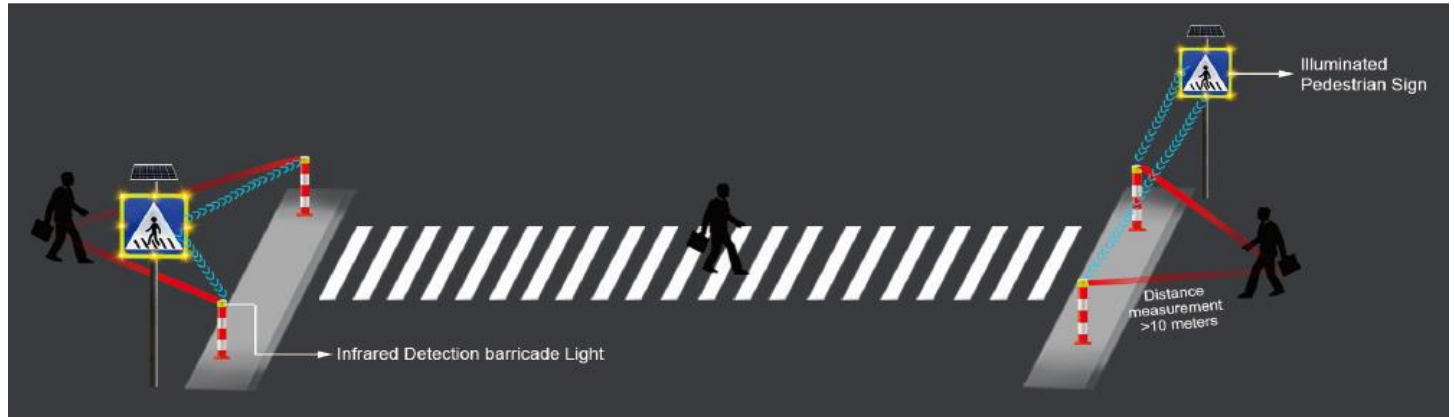 Illuminated
Pedestrian Sign
Distance
measurement
>10 meters
Infrared Detection barricade Light